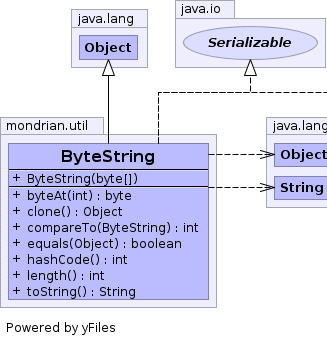 java.lang
Object
java.io
Serializable
mondrian.util
ByteString
+ ByteString(byte[])
+ byteAt(int) : byte
+ clone() : Object
+ compareTo(ByteString) : int
+ equals(Object) : boolean
+ hashCode() : int
+ length() : int
+ toString() : String
java.lang
Object
String
Powered by yFiles